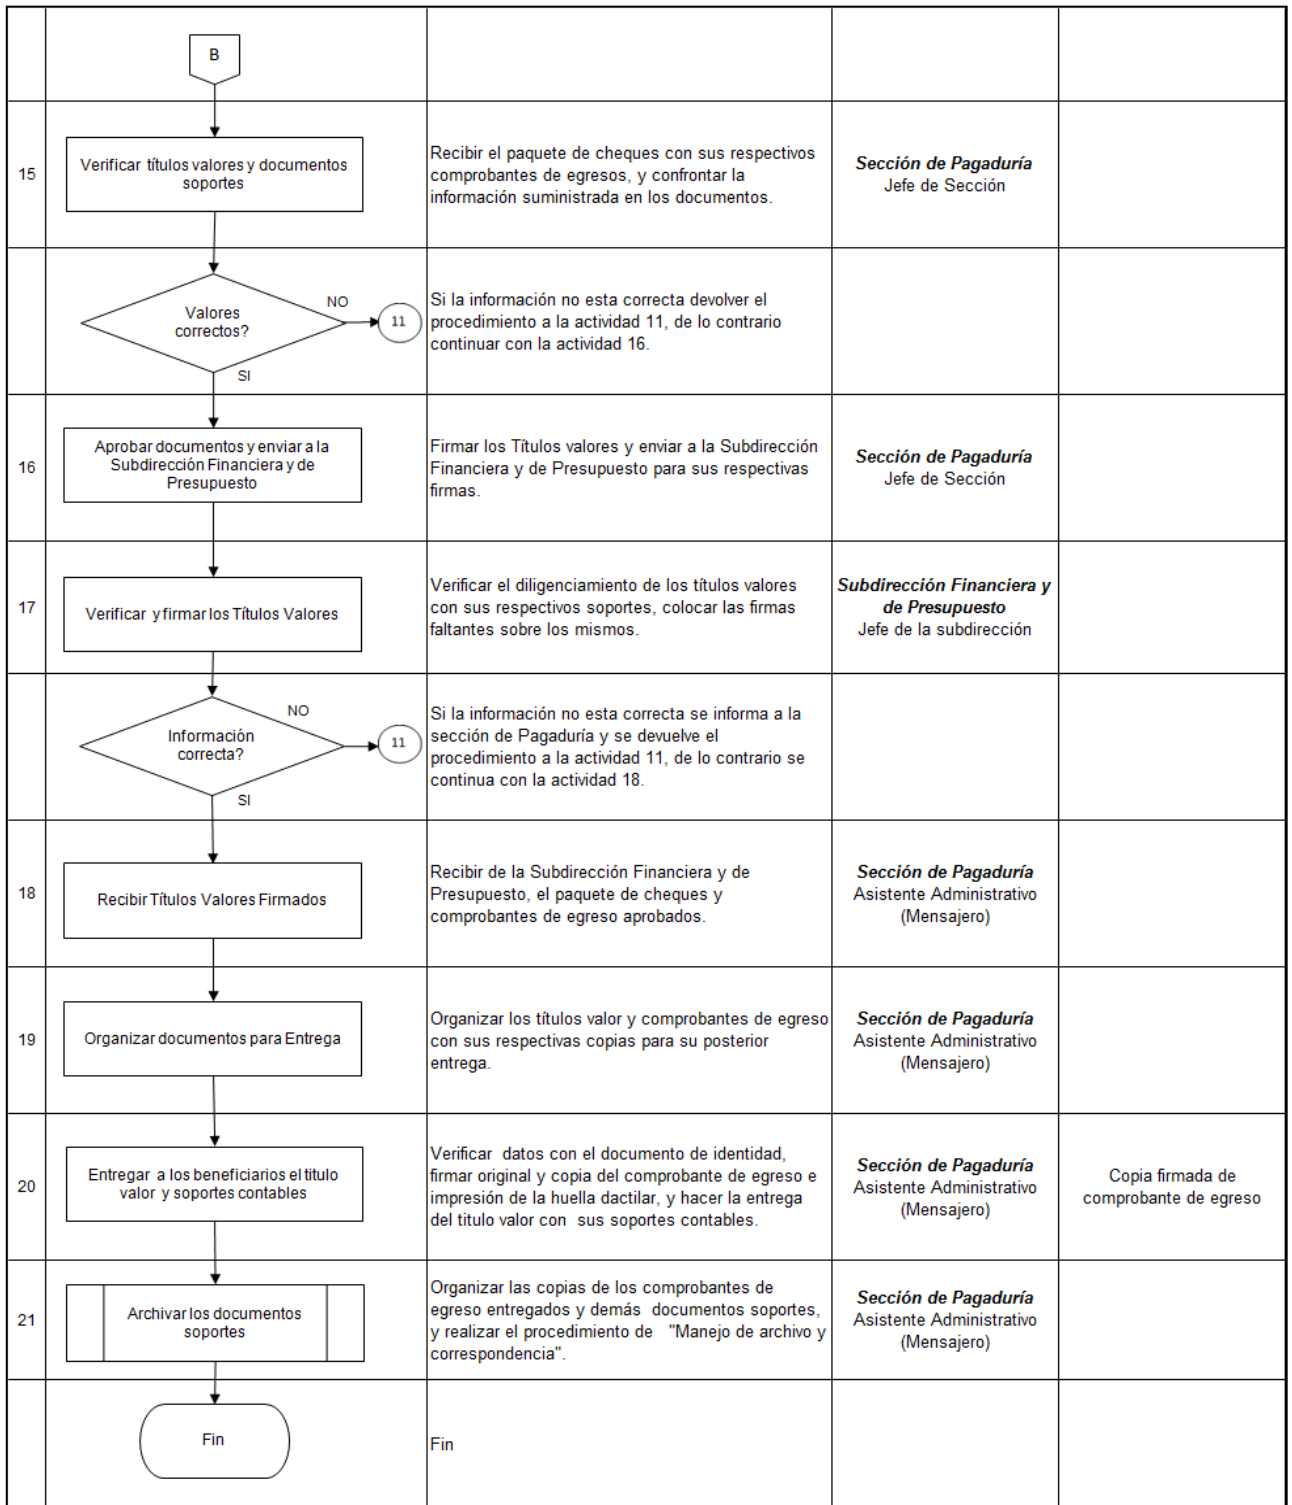 B
15
Verificar títulos valores y documentos
soportes
Recibir el paquete de cheques con sus respectivos
comprobantes de egresos, y confrontar la
información suministrada en los documentos.
Sección de Pagaduría
Jefe de Sección
Valores
correctos?
NO
11
SI
Si la información no esta correcta devolver el
procedimiento a la actividad 11, de lo contrario
continuar con la actividad 16.
16
Aprobar documentos y enviar a la
Subdirección Financiera y de
Presupuesto
Firmar los Títulos valores y enviar a la Subdirección
Financiera y de Presupuesto para sus respectivas
firmas.
Sección de Pagaduría
Jefe de Sección
17
Verificar y firmar los Títulos Valores
Verificar el diligenciamiento de los títulos valores
con sus respectivos soportes, colocar las firmas
faltantes sobre los mismos.
Subdirección Financiera y
de Presupuesto
Jefe de la subdirección
Información
correcta?
NO
11
SI
Si la información no esta correcta se informa a la
sección de Pagaduría y se devuelve el
procedimiento a la actividad 11, de lo contrario se
continua con la actividad 18.
18
Recibir Títulos Valores Firmados
Recibir de la Subdirección Financiera y de
Presupuesto, el paquete de cheques y
comprobantes de egreso aprobados.
Sección de Pagaduría
Asistente Administrativo
(Mensajero)
19
Organizar documentos para Entrega
Organizar los títulos valor y comprobantes de egreso
con sus respectivas copias para su posterior
entrega.
Sección de Pagaduría
Asistente Administrativo
(Mensajero)
20
Entregar a los beneficiarios el titulo
valor y soportes contables
Verificar datos con el documento de identidad,
firmar original y copia del comprobante de egreso e
impresión de la huella dactilar, y hacer la entrega
del titulo valor con sus soportes contables.
Sección de Pagaduría
Asistente Administrativo
(Mensajero)
Copia firmada de
comprobante de egreso
21
Archivar los documentos
soportes
Organizar las copias de los comprobantes de
egreso entregados y demás documentos soportes,
y realizar el procedimiento de "Manejo de archivo y
correspondencia".
Sección de Pagaduría
Asistente Administrativo
(Mensajero)
Fin
Fin